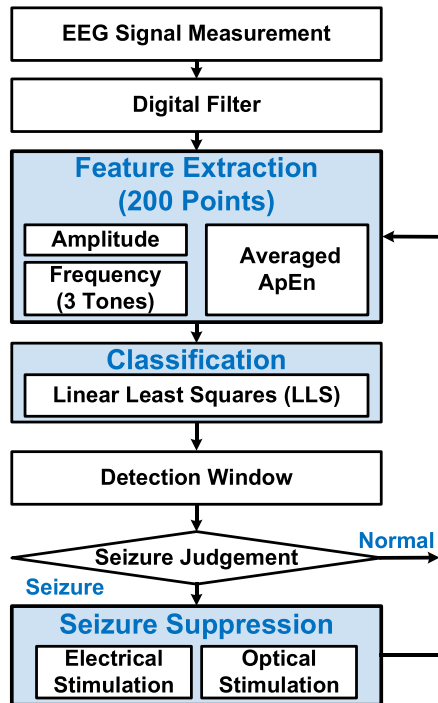 EEG Signal Measurement
Digital Filter
Feature Extraction
(200 Points)
Amplitude
Frequency
(3 Tones)
Averaged
ApEn
Classification
Linear Least Squares (LLS)
Detection Window
Seizure Judgement
Normal
Seizure
Seizure Suppression
Electrical
Stimulation
Optical
Stimulation